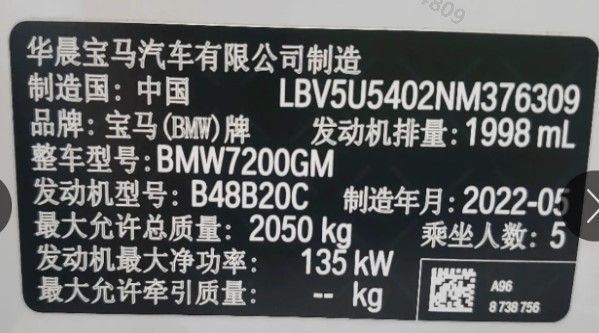 4809
华晨宝马汽车有限公司制造
制造国：中国 LBV5U5402NM376309
品牌：宝马(BMW)牌 发动机排量：1998 mL
整车型号：BMW7200GM
发动机型号：B48B20C 制造年月：2022-05
最大允许总质量：2050 kg 乘坐人数：5
发动机最大净功率：135 kW
最大允许牵引质量：-- kg
A96
8 738 756